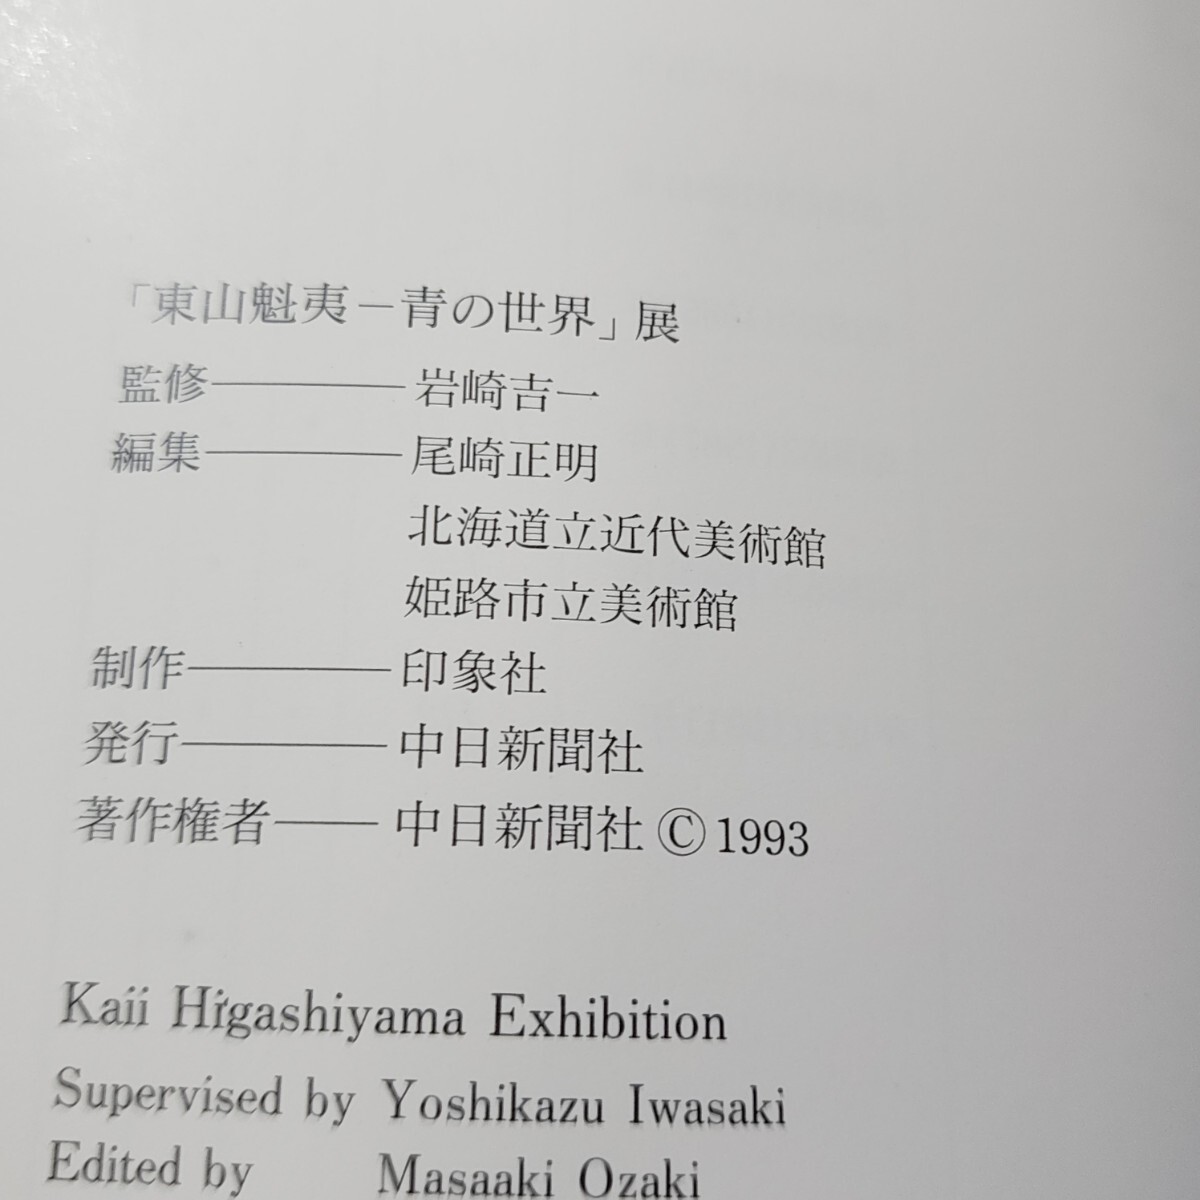 「東山魁夷－青の世界」展
監修────岩崎吉一
編集────尾崎正明
北海道立近代美術館
姫路市立美術館
制作────印象社
発行────中日新聞社
著作権者──中日新聞社 Ⓒ 1993
Kaii Higashiyama Exhibition
Supervised by Yoshikazu Iwasaki
Edited by Masaaki Ozaki